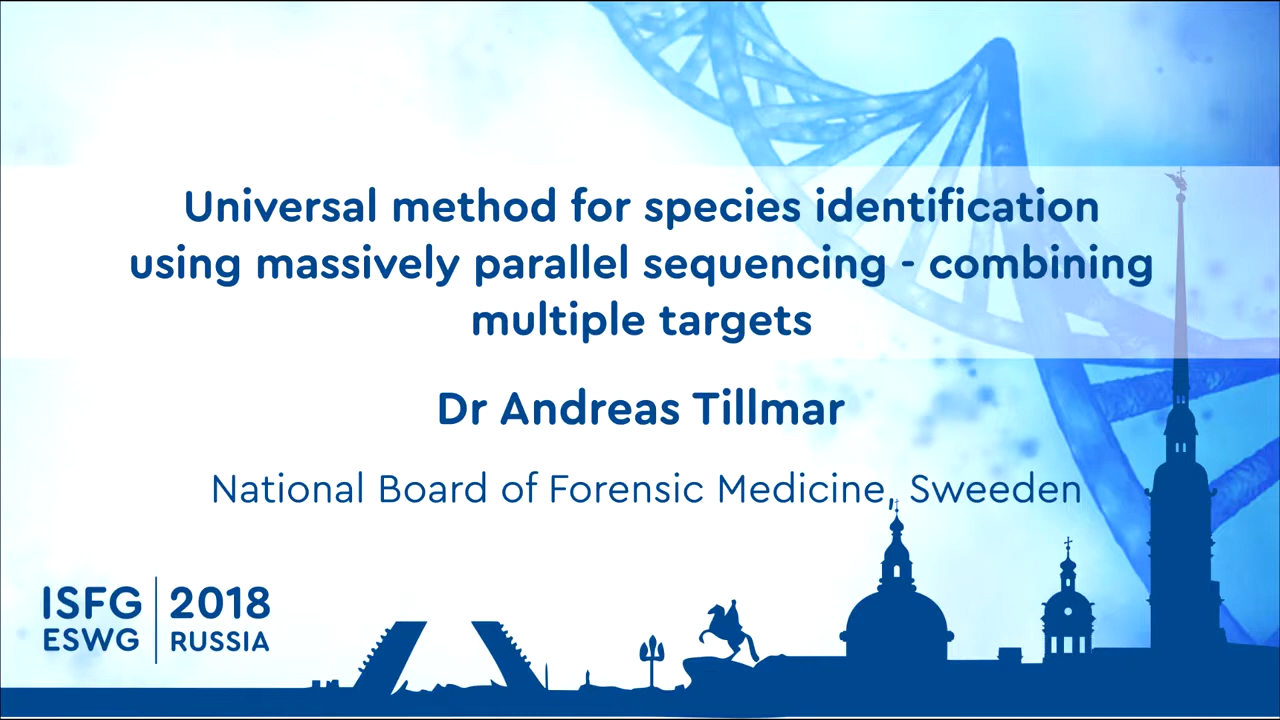 Universal method for species identification
using massively parallel sequencing - combining
multiple targets
Dr Andreas Tillmar
National Board of Forensic Medicine, Sweeden
ISFG 2018
ESWG RUSSIA